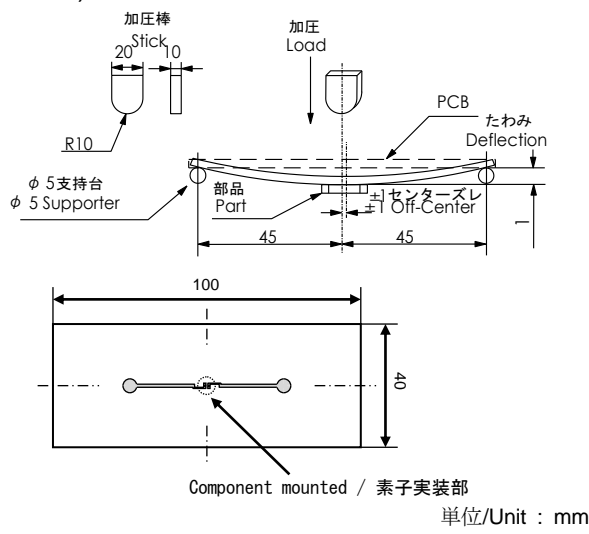 加圧棒
Stick
20
10
R10
加圧
Load
PCB
たわみ
Deflection
φ 5支持台
φ 5 Supporter
部品
Part
±1センターズレ
±1 Off-Center
1
45
45
100
40
Component mounted / 素子実装部
単位/Unit : mm